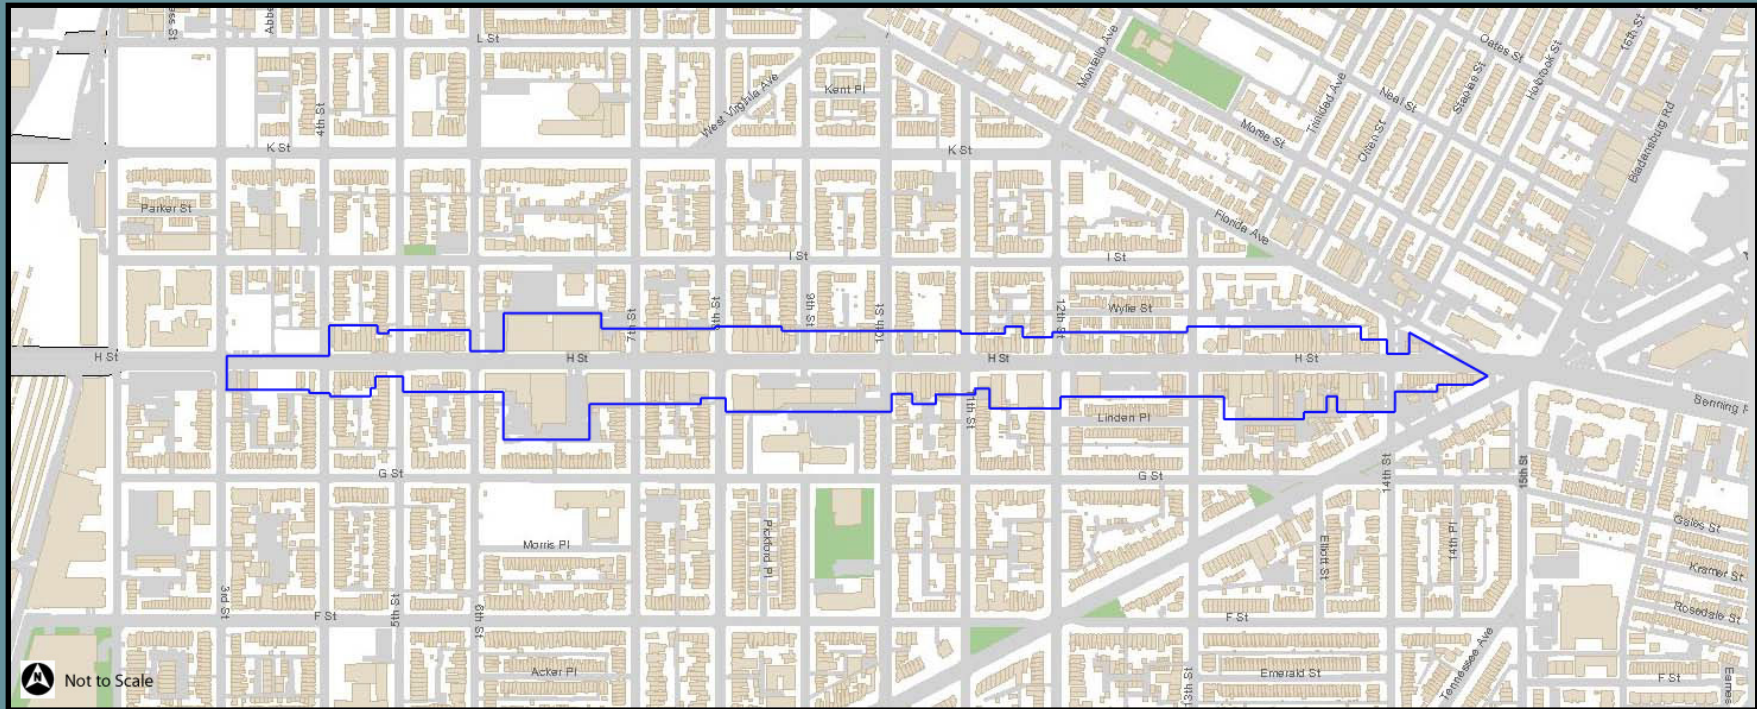 L St
4th St
West Virginia Ave
Kent Pl
Montello Ave
Trinidad Ave
Oates St
Staples St
Holbrook St
16th St
Neal St
Morse St
Orren St
Bladensburg Rd
K St
K St
Parker St
Florida Ave
I St
I St
Wylie St
7th St
8th St
9th St
10th St
12th St
H St
H St
H St
H St
11th St
Linden Pl
Benning
G St
G St
14th St
15th St
Pickford Pl
Morris Pl
Elliott St
14th Pl
Gales St
Kramer St
Rosedale St
3rd St
F St
5th St
6th St
F St
Acker Pl
13th St
Emerald St
Tennessee Ave
F St
Not to Scale
N